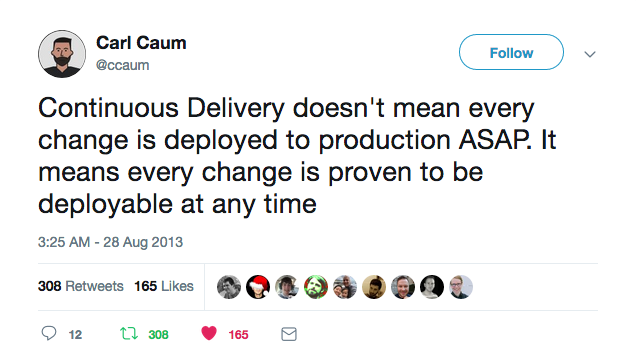 Carl Caum
@ccaum
Follow
Continuous Delivery doesn't mean every
change is deployed to production ASAP. It
means every change is proven to be
deployable at any time
3:25 AM - 28 Aug 2013
308 Retweets 165 Likes
12 308 165